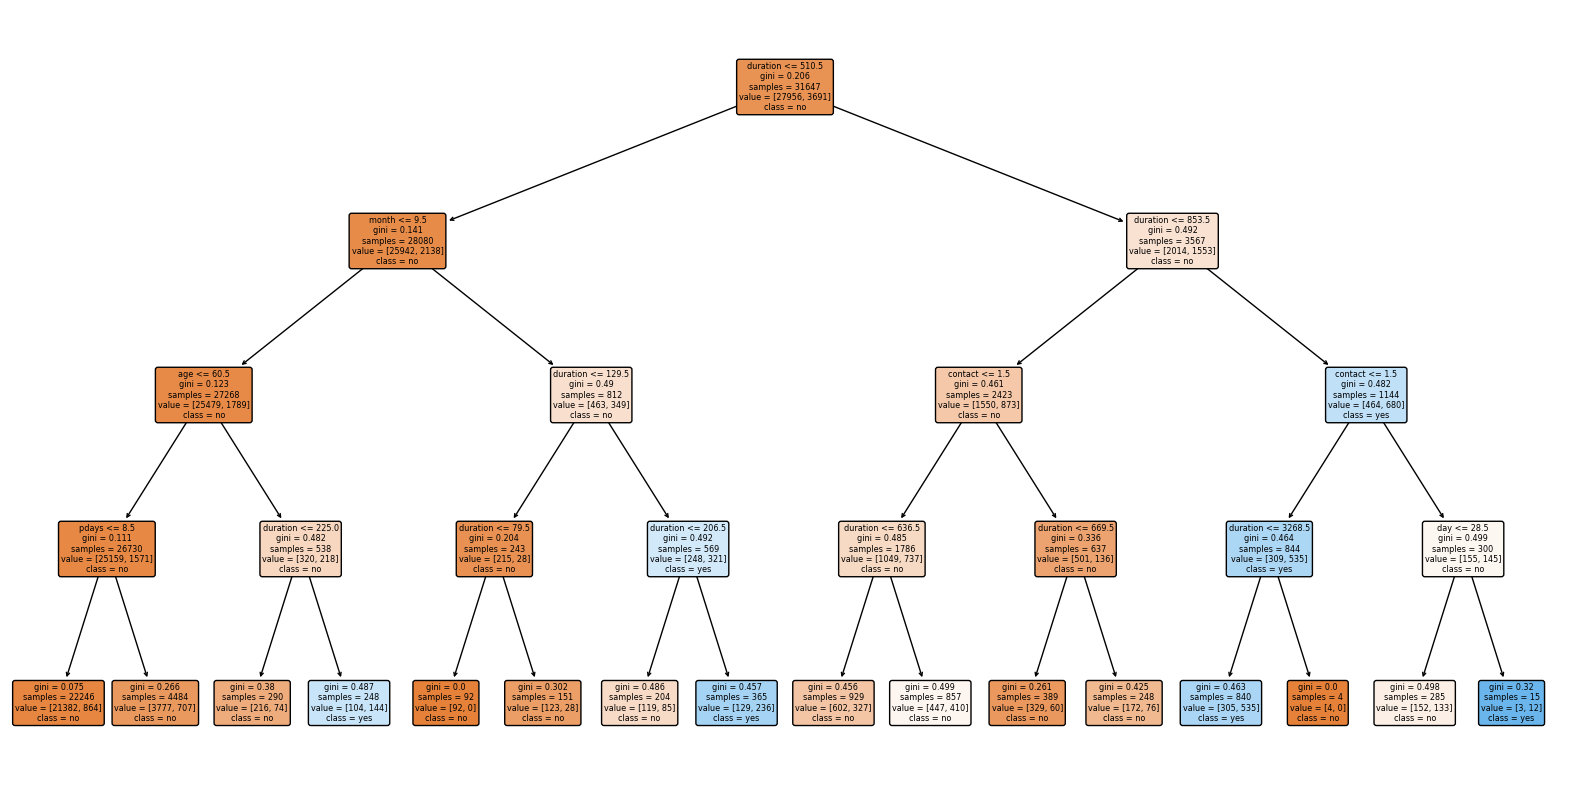 duration <= 510.5
gini = 0.206
samples = 31647
value = [27956, 3691]
class = no
month <= 9.5
gini = 0.141
samples = 28080
value = [25942, 2138]
class = no
duration <= 853.5
gini = 0.492
samples = 3567
value = [2014, 1553]
class = no
age <= 60.5
gini = 0.123
samples = 27268
value = [25479, 1789]
class = no
duration <= 129.5
gini = 0.49
samples = 812
value = [463, 349]
class = no
contact <= 1.5
gini = 0.461
samples = 2423
value = [1550, 873]
class = no
contact <= 1.5
gini = 0.482
samples = 1144
value = [464, 680]
class = yes
pdays <= 8.5
gini = 0.111
samples = 26730
value = [25159, 1571]
class = no
duration <= 225.0
gini = 0.482
samples = 538
value = [320, 218]
class = no
duration <= 79.5
gini = 0.204
samples = 243
value = [215, 28]
class = no
duration <= 206.5
gini = 0.492
samples = 569
value = [248, 321]
class = yes
duration <= 636.5
gini = 0.485
samples = 1786
value = [1049, 737]
class = no
duration <= 669.5
gini = 0.336
samples = 637
value = [501, 136]
class = no
duration <= 3268.5
gini = 0.464
samples = 844
value = [309, 535]
class = yes
day <= 28.5
gini = 0.499
samples = 300
value = [155, 145]
class = no
gini = 0.075
samples = 22246
value = [21382, 864]
class = no
gini = 0.266
samples = 4484
value = [3777, 707]
class = no
gini = 0.38
samples = 290
value = [216, 74]
class = no
gini = 0.487
samples = 248
value = [104, 144]
class = yes
gini = 0.0
samples = 92
value = [92, 0]
class = no
gini = 0.302
samples = 151
value = [123, 28]
class = no
gini = 0.486
samples = 204
value = [119, 85]
class = no
gini = 0.457
samples = 365
value = [129, 236]
class = yes
gini = 0.456
samples = 929
value = [602, 327]
class = no
gini = 0.499
samples = 857
value = [447, 410]
class = no
gini = 0.261
samples = 389
value = [329, 60]
class = no
gini = 0.425
samples = 248
value = [172, 76]
class = no
gini = 0.463
samples = 840
value = [305, 535]
class = yes
gini = 0.0
samples = 4
value = [4, 0]
class = no
gini = 0.498
samples = 285
value = [152, 133]
class = no
gini = 0.32
samples = 15
value = [3, 12]
class = yes